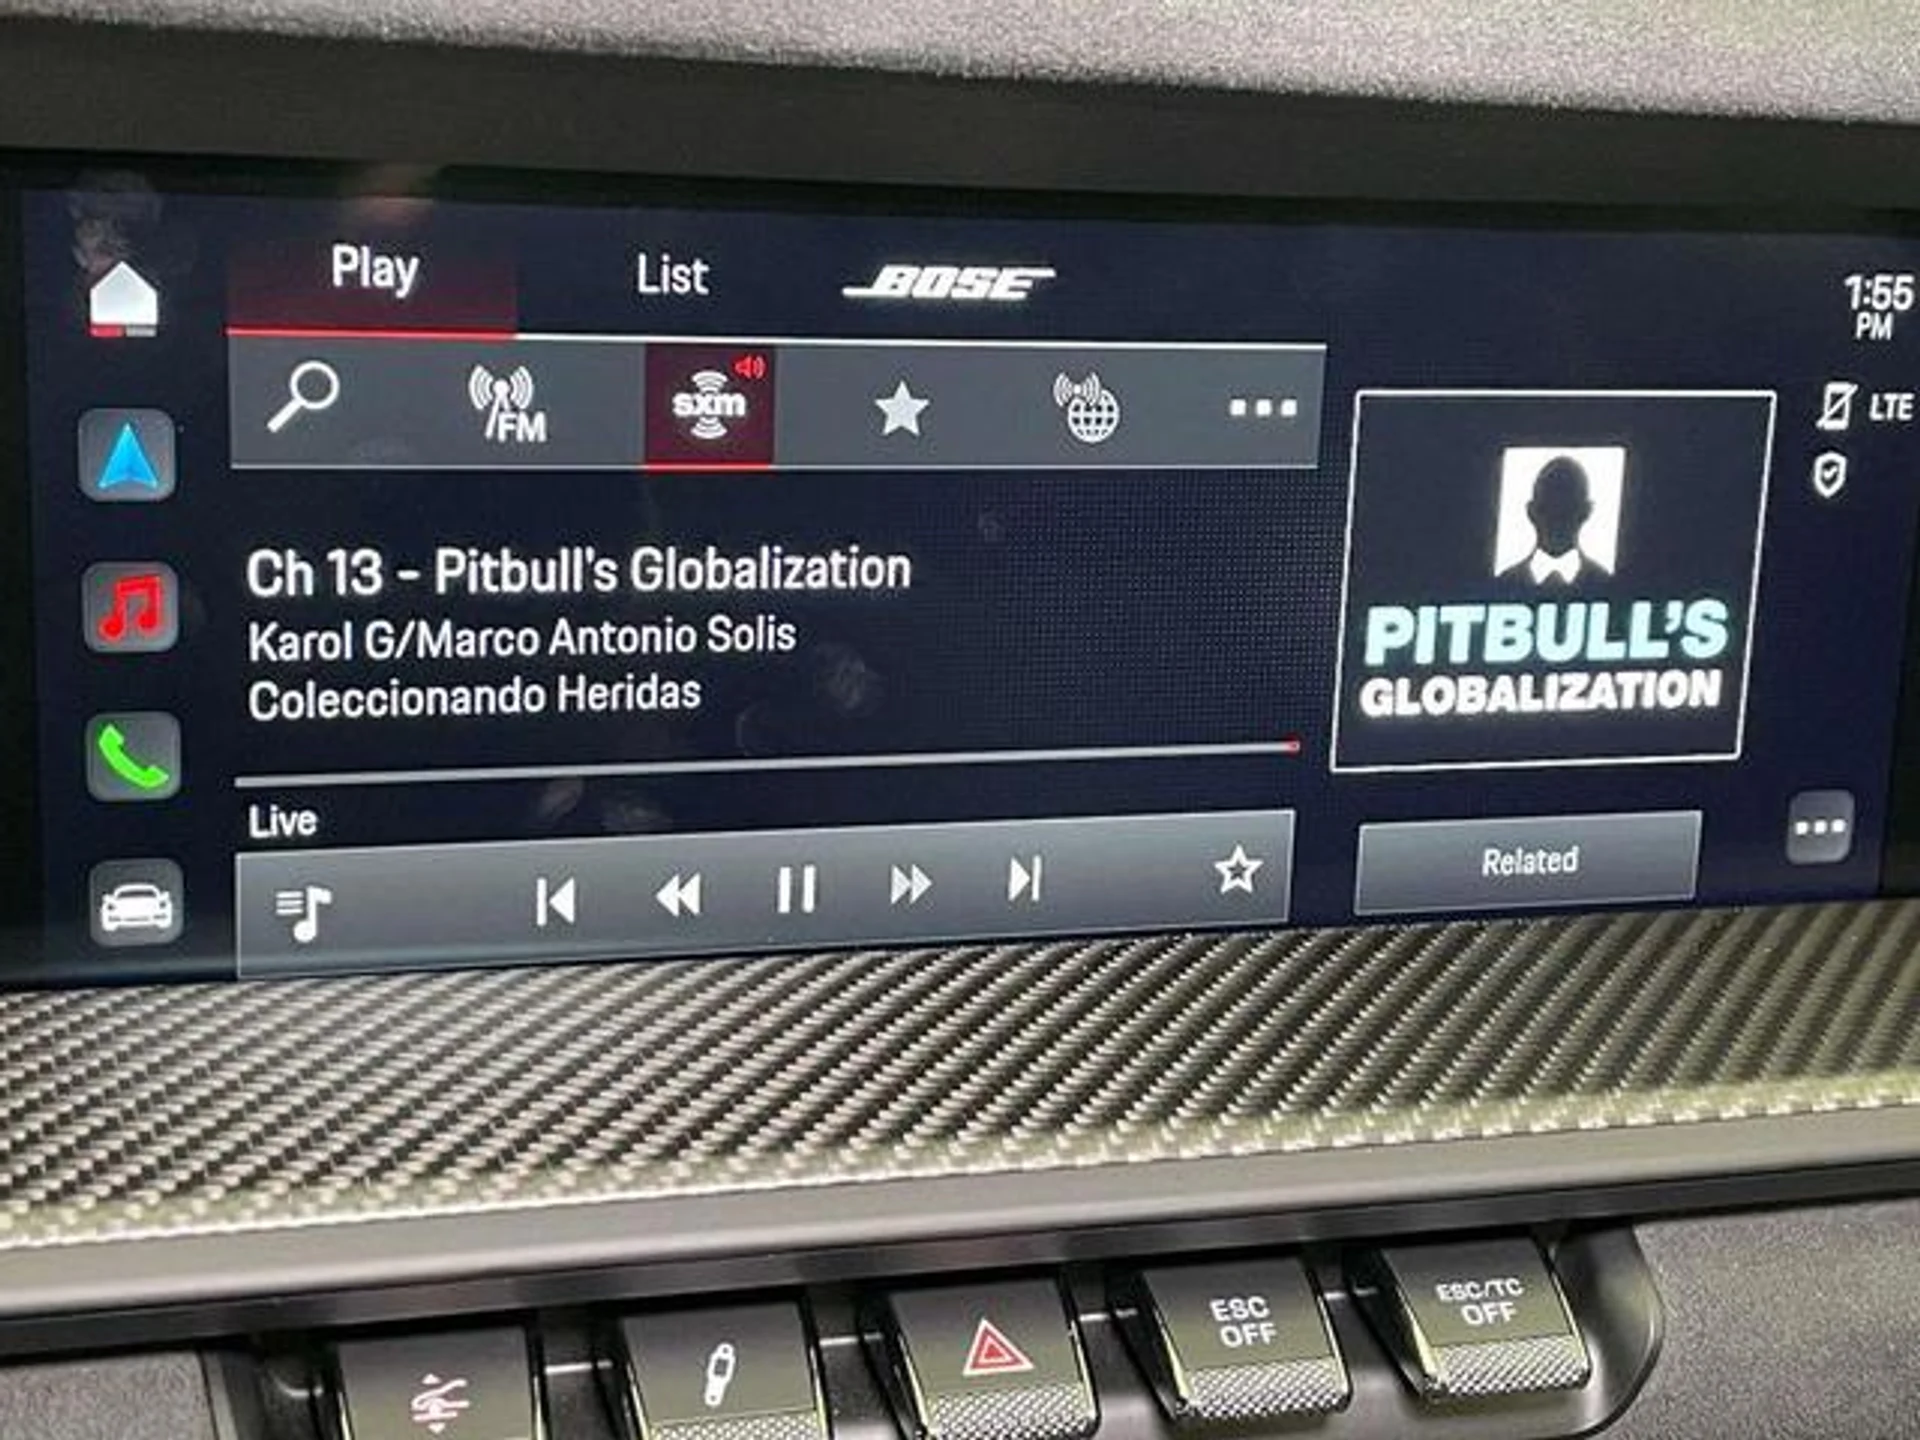 Play
List
BOSE
1:55
PM
FM
sxm
LTE
Ch 13 - Pitbull's Globalization
Karol G/Marco Antonio Solis
Coleccionando Heridas
PITBULL'S
GLOBALIZATION
Live
Related
ESC
OFF
ESC/TC
OFF